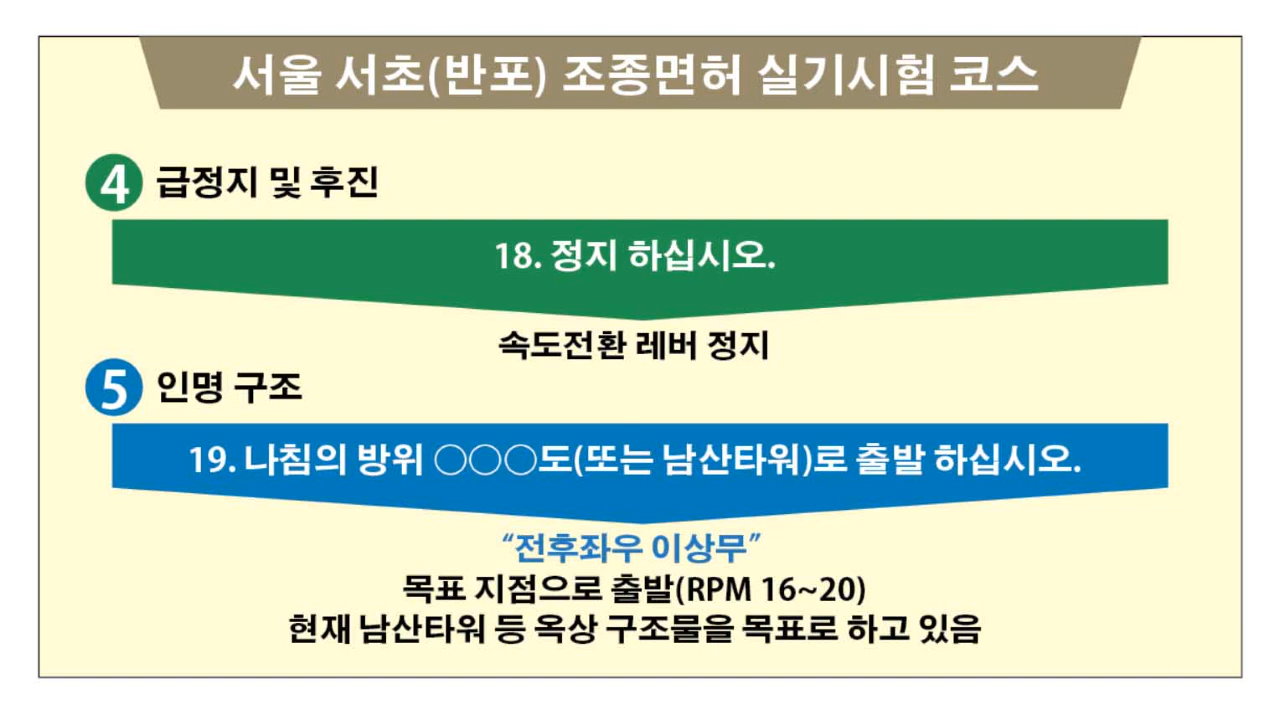 서울 서초(반포) 조종면허 실기시험 코스
4 급정지 및 후진
18. 정지 하십시오.
속도전환 레버 정지
5 인명 구조
19. 나침의 방위 ○○○도(또는 남산타워)로 출발 하십시오.
“전후좌우 이상무”
목표 지점으로 출발(RPM 16~20)
현재 남산타워 등 옥상 구조물을 목표로 하고 있음